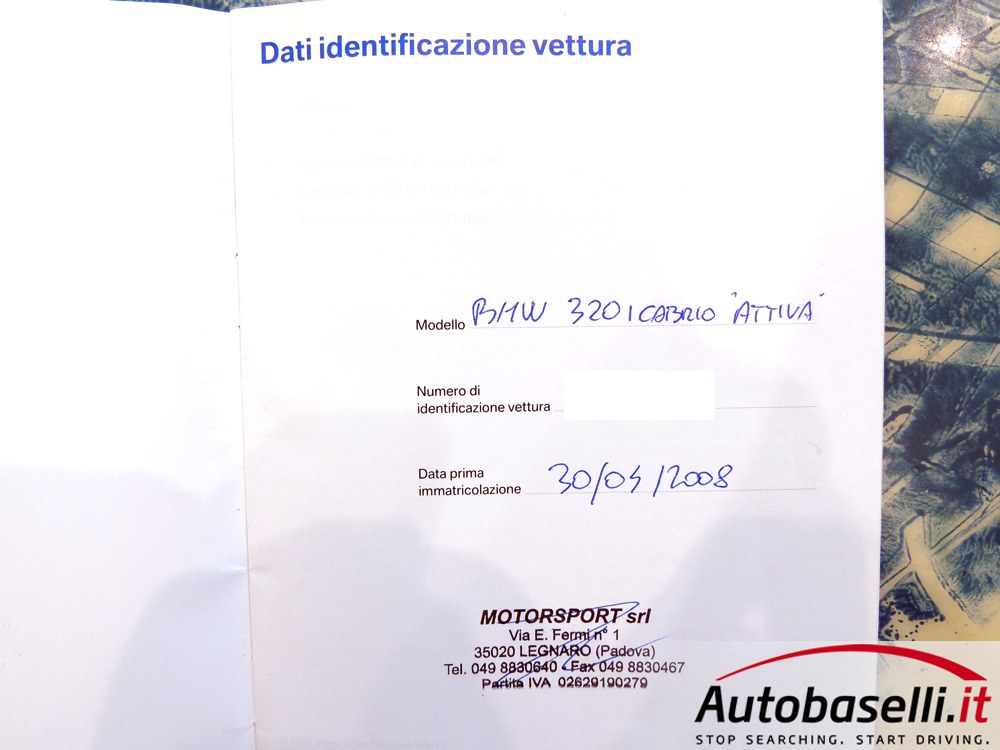 Dati identificazione vettura
Modello BMW 320i CABRIO "ATTIVA"
Numero di
identificazione vettura
Data prima
immatricolazione 30/04/2008
MOTORSPORT srl
Via E. Fermi n° 1
35020 LEGNARO (Padova)
Tel. 049 8830640 - Fax 049 8830467
Partita IVA 02629190279
Autobaselli.it
STOP SEARCHING. START DRIVING.